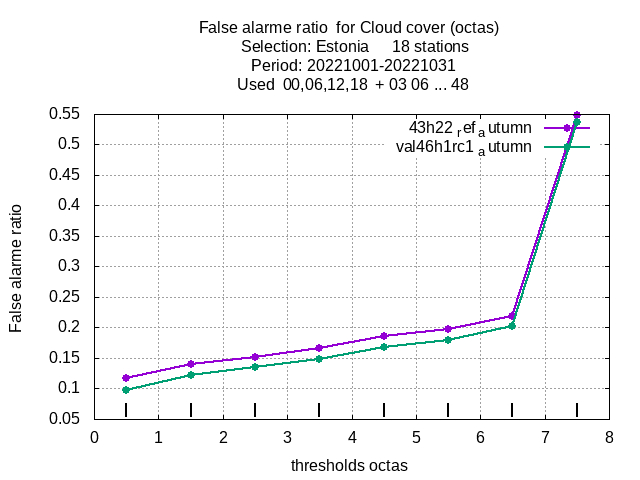 False alarme ratio  for Cloud cover (octas)
Selection: Estonia     18 stations
Period: 20221001-20221031
Used  00,06,12,18  + 03 06 ... 48
0.55
43h22_ref_autumn
val46h1rc1_autumn
0.5
0.45
0.4
0.35
0.3
0.25
0.2
0.15
0.1
0.05
False alarme ratio
0 1 2 3 4 5 6 7 8
thresholds octas